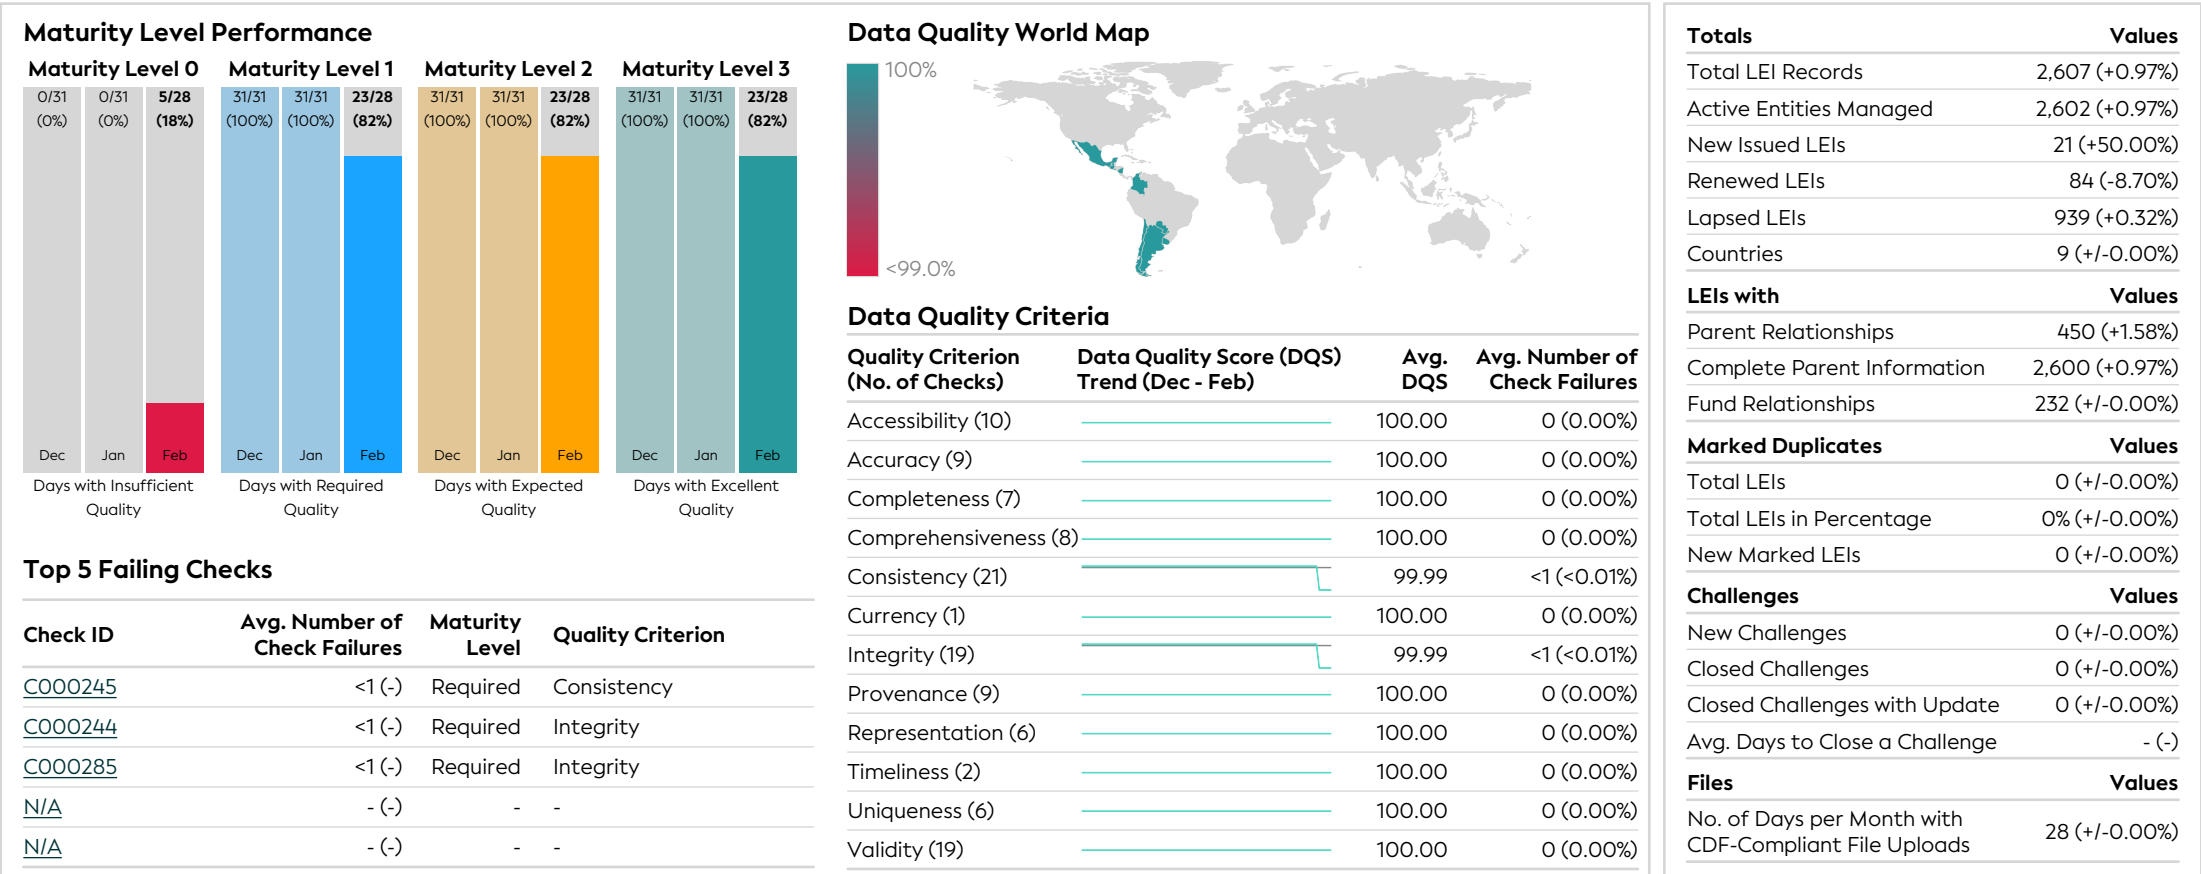 Maturity Level Performance
Maturity Level 0 Maturity Level 1 Maturity Level 2 Maturity Level 3
0/31 0/31 5/28 31/31 31/31 23/28 31/31 31/31 23/28 31/31 31/31 23/28
(0%) (0%) (18%) (100%) (100%) (82%) (100%) (100%) (82%) (100%) (100%) (82%)
Dec Jan Feb Dec Jan Feb Dec Jan Feb Dec Jan Feb
Days with Insufficient Days with Required Days with Expected Days with Excellent
Quality Quality Quality Quality
Top 5 Failing Checks
Check ID Avg. Number of Check Failures Maturity Level Quality Criterion
C000245 <1 (-) Required Consistency
C000244 <1 (-) Required Integrity
C000285 <1 (-) Required Integrity
N/A - (-) - -
N/A - (-) - -
Data Quality World Map
100%
<99.0%
Data Quality Criteria
Quality Criterion Data Quality Score (DQS) Avg. Avg. Number of
(No. of Checks) Trend (Dec - Feb) DQS Check Failures
Accessibility (10) 100.00 0 (0.00%)
Accuracy (9) 100.00 0 (0.00%)
Completeness (7) 100.00 0 (0.00%)
Comprehensiveness (8) 100.00 0 (0.00%)
Consistency (21) 99.99 <1 (<0.01%)
Currency (1) 100.00 0 (0.00%)
Integrity (19) 99.99 <1 (<0.01%)
Provenance (9) 100.00 0 (0.00%)
Representation (6) 100.00 0 (0.00%)
Timeliness (2) 100.00 0 (0.00%)
Uniqueness (6) 100.00 0 (0.00%)
Validity (19) 100.00 0 (0.00%)
Totals Values
Total LEI Records 2,607 (+0.97%)
Active Entities Managed 2,602 (+0.97%)
New Issued LEIs 21 (+50.00%)
Renewed LEIs 84 (-8.70%)
Lapsed LEIs 939 (+0.32%)
Countries 9 (+/-0.00%)
LEIs with Values
Parent Relationships 450 (+1.58%)
Complete Parent Information 2,600 (+0.97%)
Fund Relationships 232 (+/-0.00%)
Marked Duplicates Values
Total LEIs 0 (+/-0.00%)
Total LEIs in Percentage 0% (+/-0.00%)
New Marked LEIs 0 (+/-0.00%)
Challenges Values
New Challenges 0 (+/-0.00%)
Closed Challenges 0 (+/-0.00%)
Closed Challenges with Update 0 (+/-0.00%)
Avg. Days to Close a Challenge - (-)
Files Values
No. of Days per Month with
CDF-Compliant File Uploads 28 (+/-0.00%)